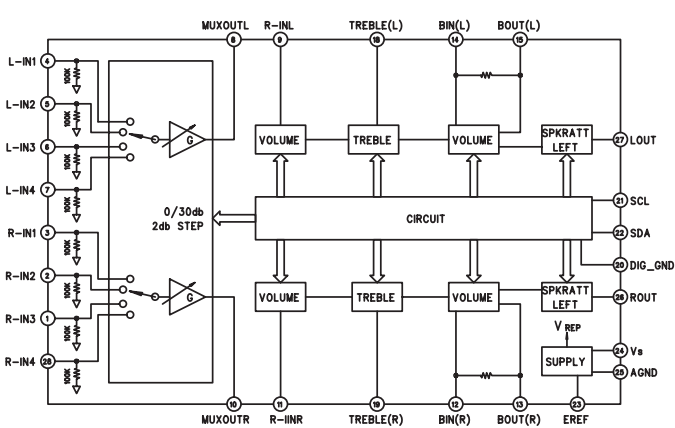 MUXOUTL R-INL TREBLE(L) BIN(L) BOUT(L)
8 9 18 14 15
L-IN1 4
100K
L-IN2 5
100K
L-IN3 6
100K
L-IN4 7
100K
R-IN1 3
100K
R-IN2 2
100K
R-IN3 1
100K
R-IN4 28
100K
G
0/30db
2db STEP
G
VOLUME TREBLE VOLUME SPKRATT
LEFT
27 LOUT
CIRCUIT
21 SCL
22 SDA
20 DIG_GND
VOLUME TREBLE VOLUME SPKRATT
LEFT
26 ROUT
V REP
SUPPLY
24 Vs
25 AGND
10 11 19 12 13 23
MUXOUTR R-IINR TREBLE(R) BIN(R) BOUT(R) EREF